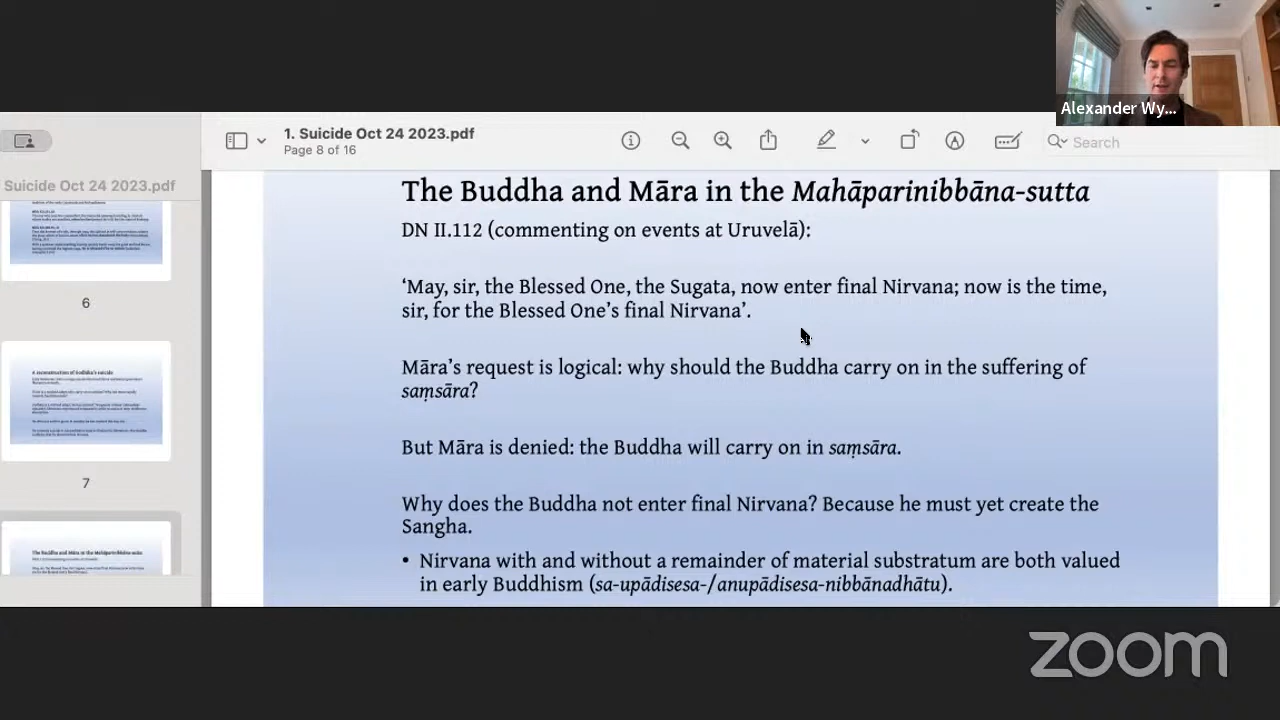 Alexander Wy...
1. Suicide Oct 24 2023.pdf
Page 8 of 16
Search
Suicide Oct 24 2023.pdf
6
7
The Buddha and Māra in the Mahāparinibbāna-sutta
DN II.112 (commenting on events at Uruvelā):
‘May, sir, the Blessed One, the Sugata, now enter final Nirvana; now is the time,
sir, for the Blessed One’s final Nirvana’.
Māra’s request is logical: why should the Buddha carry on in the suffering of
saṃsāra?
But Māra is denied: the Buddha will carry on in saṃsāra.
Why does the Buddha not enter final Nirvana? Because he must yet create the
Sangha.
• Nirvana with and without a remainder of material substratum are both valued
in early Buddhism (sa-upādisesa-/anupādisesa-nibbānadhātu).
zoom